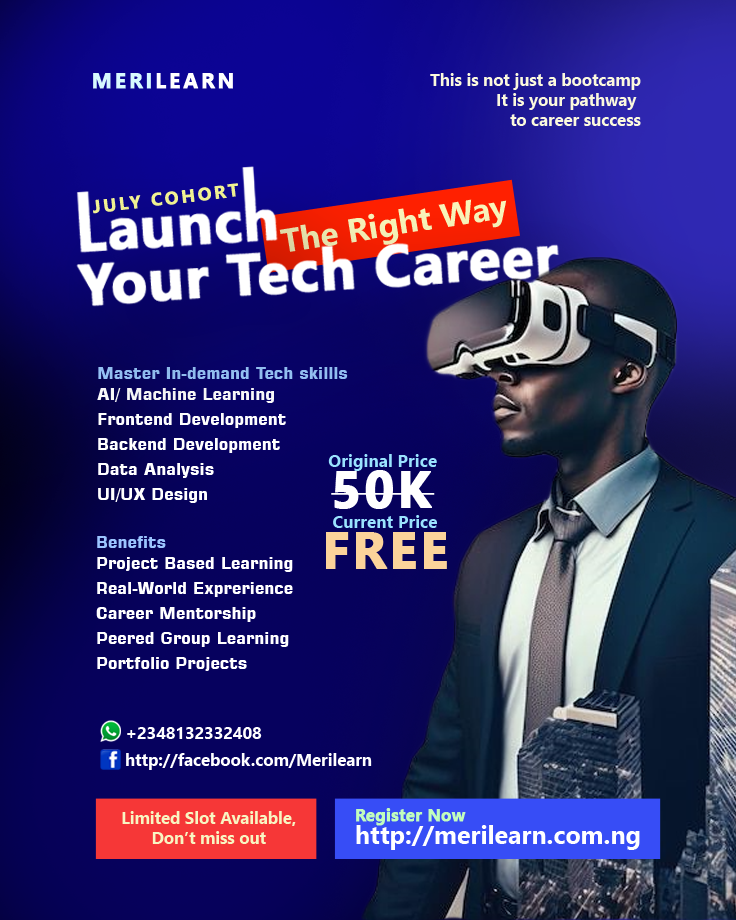 MERILEARN
This is not just a bootcamp
It is your pathway
to career success
JULY COHORT
Launch
The Right Way
Your Tech Career
Master In-demand Tech skillls
AI/ Machine Learning
Frontend Development
Backend Development
Data Analysis
UI/UX Design
Original Price
50K
Current Price
FREE
Benefits
Project Based Learning
Real-World Exprerience
Career Mentorship
Peered Group Learning
Portfolio Projects
+2348132332408
http://facebook.com/Merilearn
Limited Slot Available,
Don’t miss out
Register Now
http://merilearn.com.ng